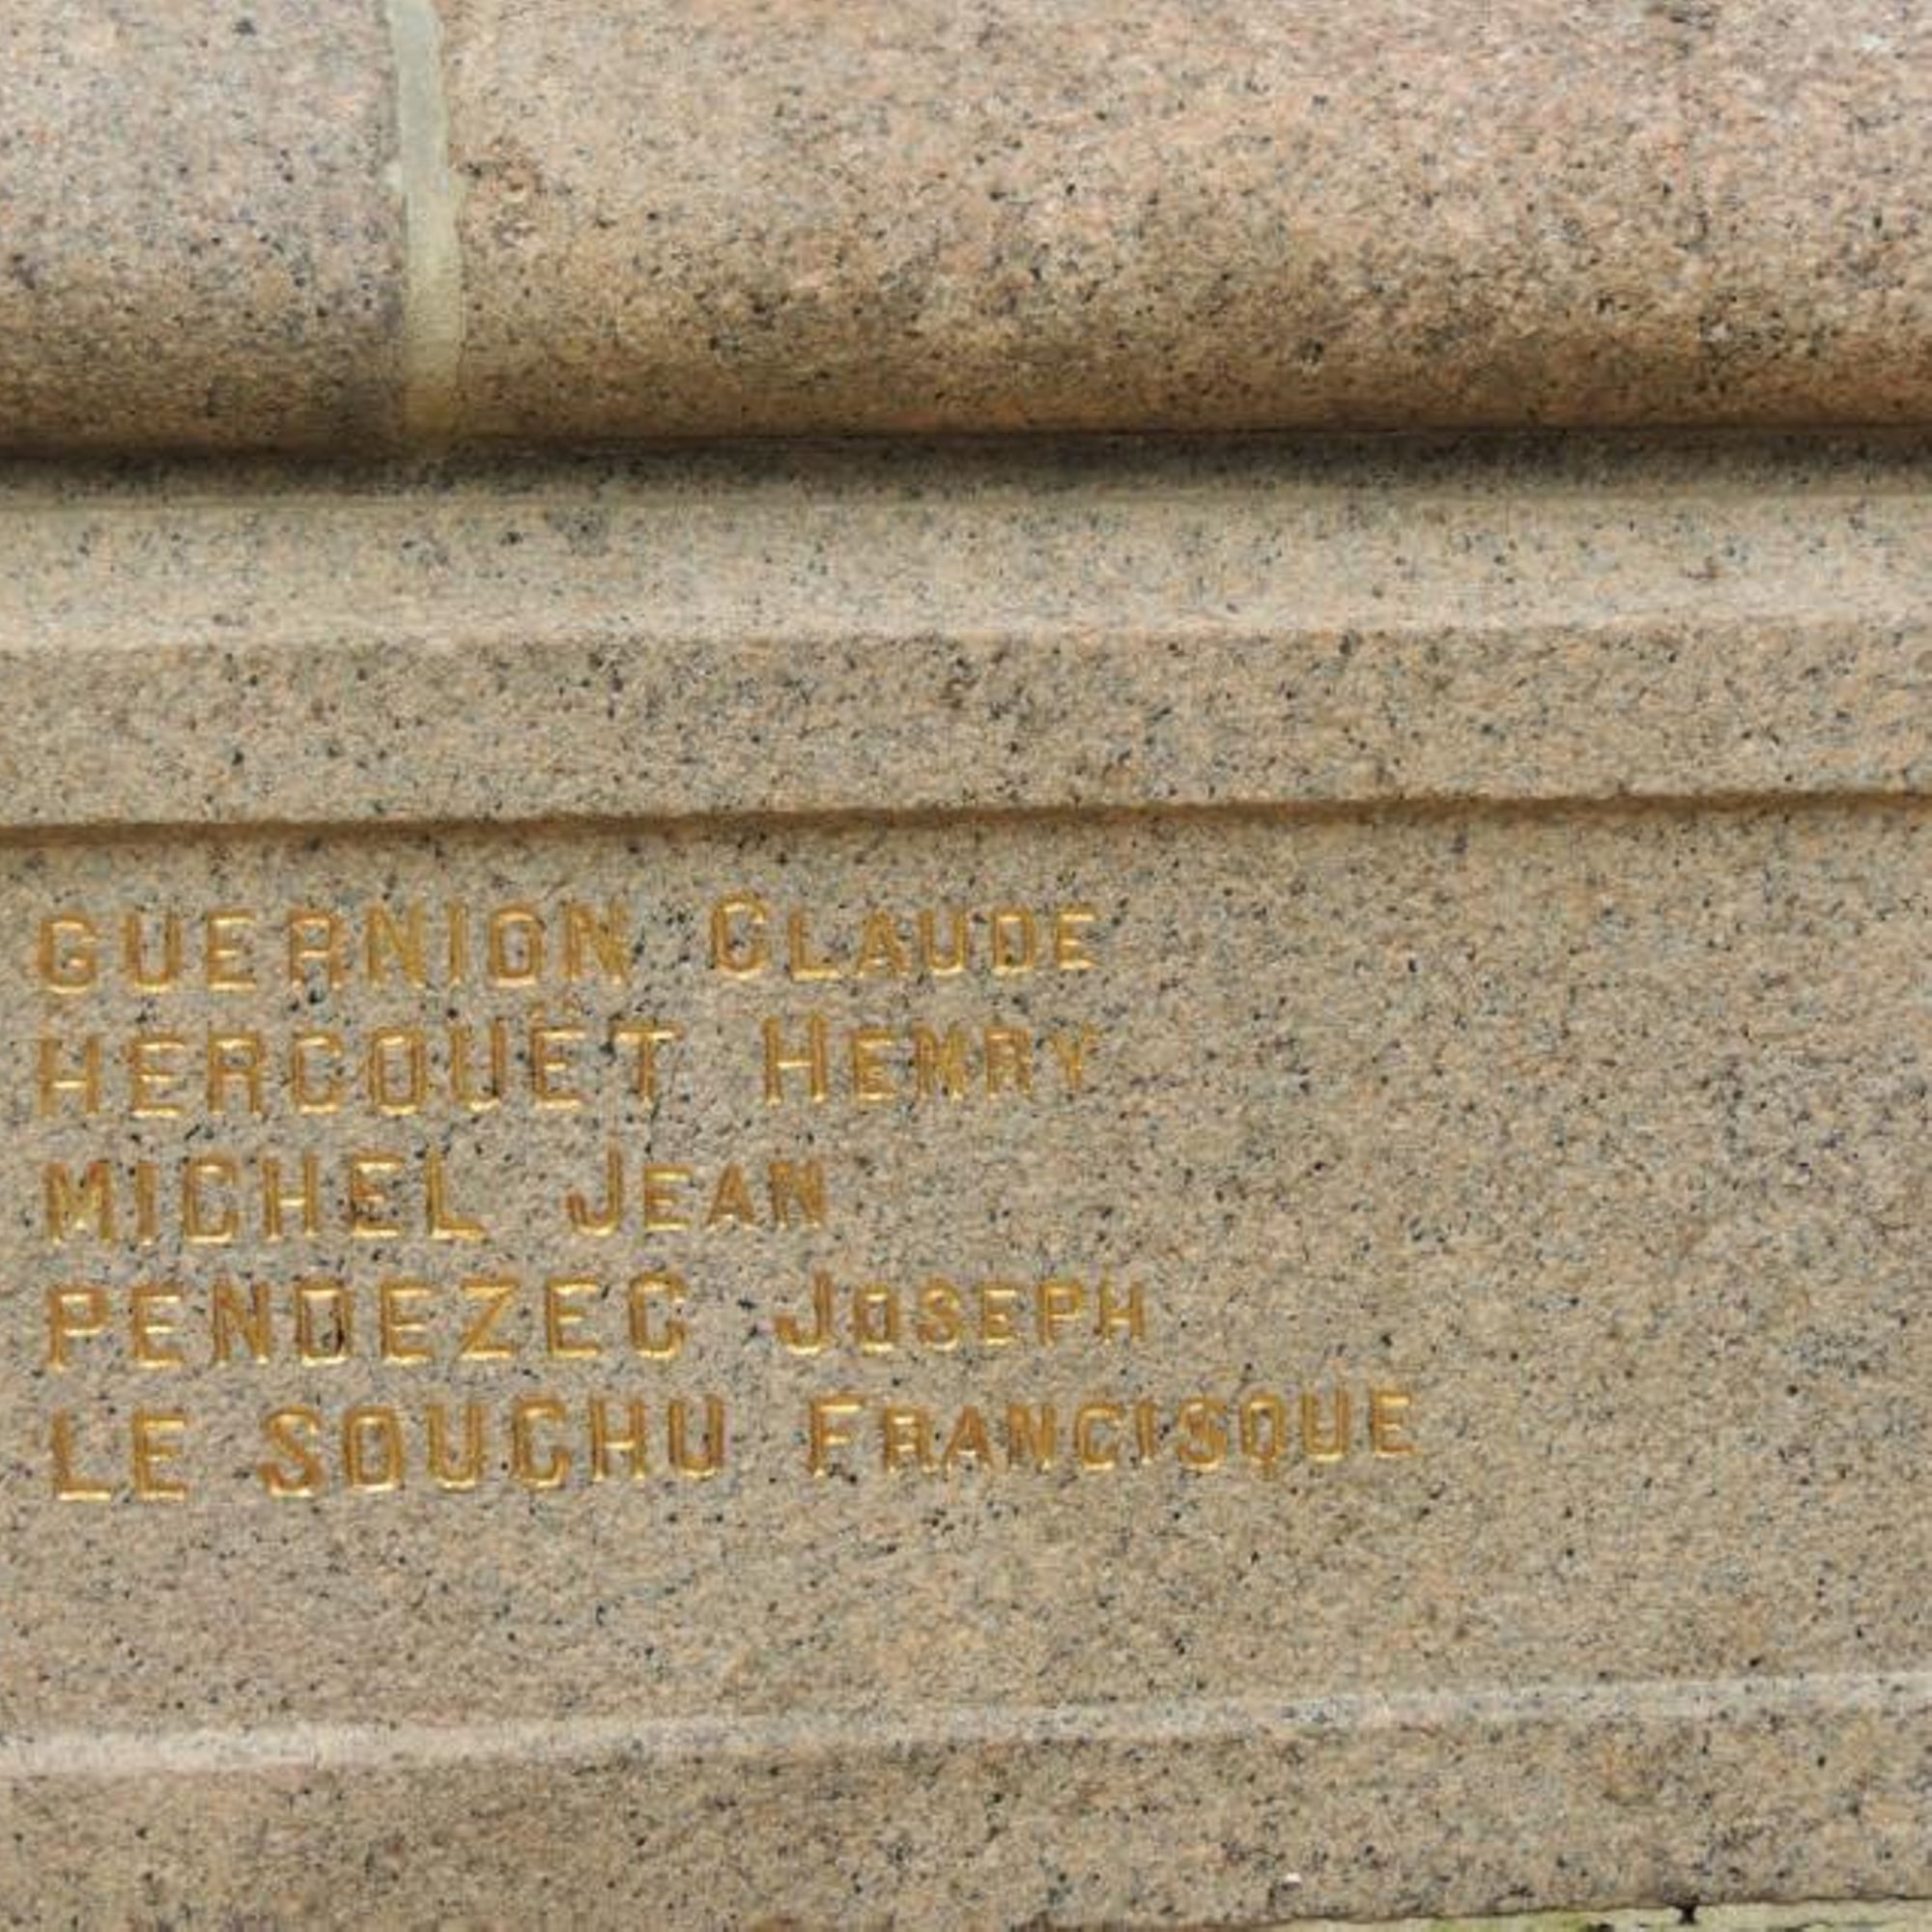 GUERNION CLAUDE
HERCOUËT HENRY
MICHEL JEAN
PENDEZEC JOSEPH
LE SOUCHU FRANCISQUE